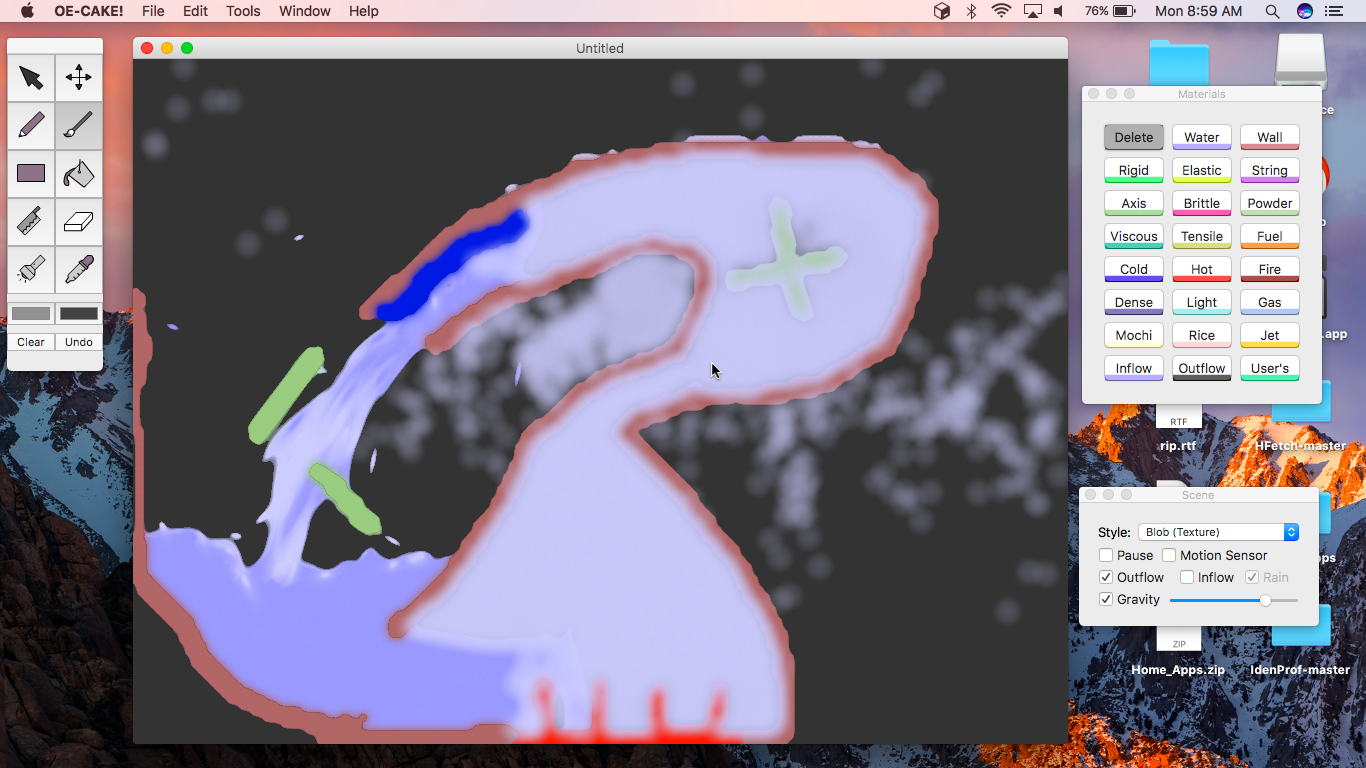 OE-CAKE! File Edit Tools Window Help 76% Mon 8:59 AM
Untitled
Clear Undo
Materials
Delete Water Wall
Rigid Elastic String
Axis Brittle Powder
Viscous Tensile Fuel
Cold Hot Fire
Dense Light Gas
Mochi Rice Jet
Inflow Outflow User's
ce
.app
RTF
rip.rtf HFetch-master
Scene
Style: Blob (Texture)
Pause Motion Sensor
Outflow Inflow Rain
Gravity
ps
ZIP
Home_Apps.zip IdenProf-master